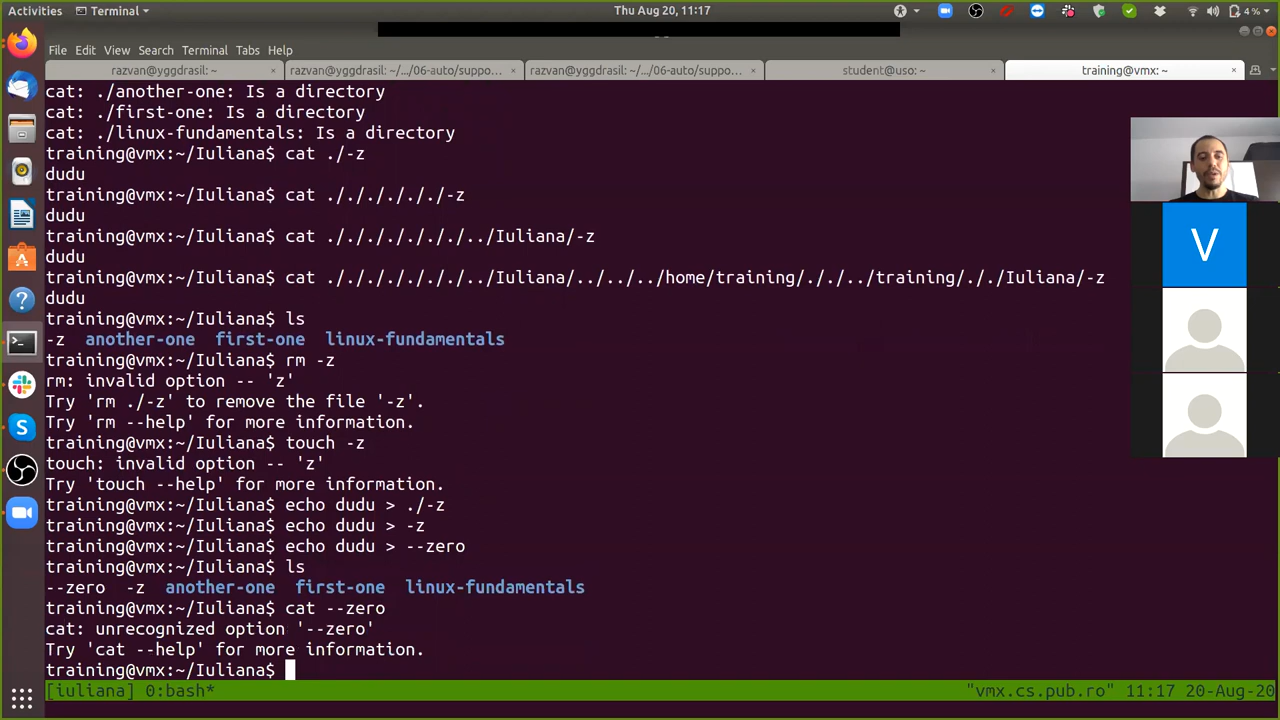 Activities Terminal Thu Aug 20, 11:17 4 %
File Edit View Search Terminal Tabs Help
razvan@yggdrasil: ~ × razvan@yggdrasil: ~/.../06-auto/suppo... × razvan@yggdrasil: ~/.../06-auto/suppo... × student@uso: ~ × training@vmx: ~ ×
cat: ./another-one: Is a directory
cat: ./first-one: Is a directory
cat: ./linux-fundamentals: Is a directory
training@vmx:~/Iuliana$ cat ./-z
dudu
training@vmx:~/Iuliana$ cat ././././././-z
dudu
training@vmx:~/Iuliana$ cat ./././././././../Iuliana/-z
dudu
training@vmx:~/Iuliana$ cat ./././././././../Iuliana/../../../home/training/././../training/././Iuliana/-z
dudu
training@vmx:~/Iuliana$ ls
-z another-one first-one linux-fundamentals
training@vmx:~/Iuliana$ rm -z
rm: invalid option -- 'z'
Try 'rm ./-z' to remove the file '-z'.
Try 'rm --help' for more information.
training@vmx:~/Iuliana$ touch -z
touch: invalid option -- 'z'
Try 'touch --help' for more information.
training@vmx:~/Iuliana$ echo dudu > ./-z
training@vmx:~/Iuliana$ echo dudu > -z
training@vmx:~/Iuliana$ echo dudu > --zero
training@vmx:~/Iuliana$ ls
--zero -z another-one first-one linux-fundamentals
training@vmx:~/Iuliana$ cat --zero
cat: unrecognized option '--zero'
Try 'cat --help' for more information.
training@vmx:~/Iuliana$
[iuliana] 0:bash* "vmx.cs.pub.ro" 11:17 20-Aug-20
V